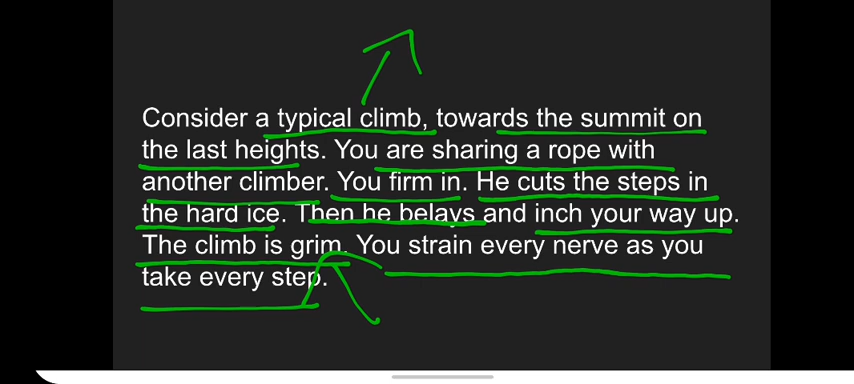 Consider a typical climb, towards the summit on
the last heights. You are sharing a rope with
another climber. You firm in. He cuts the steps in
the hard ice. Then he belays and inch your way up.
The climb is grim. You strain every nerve as you
take every step.